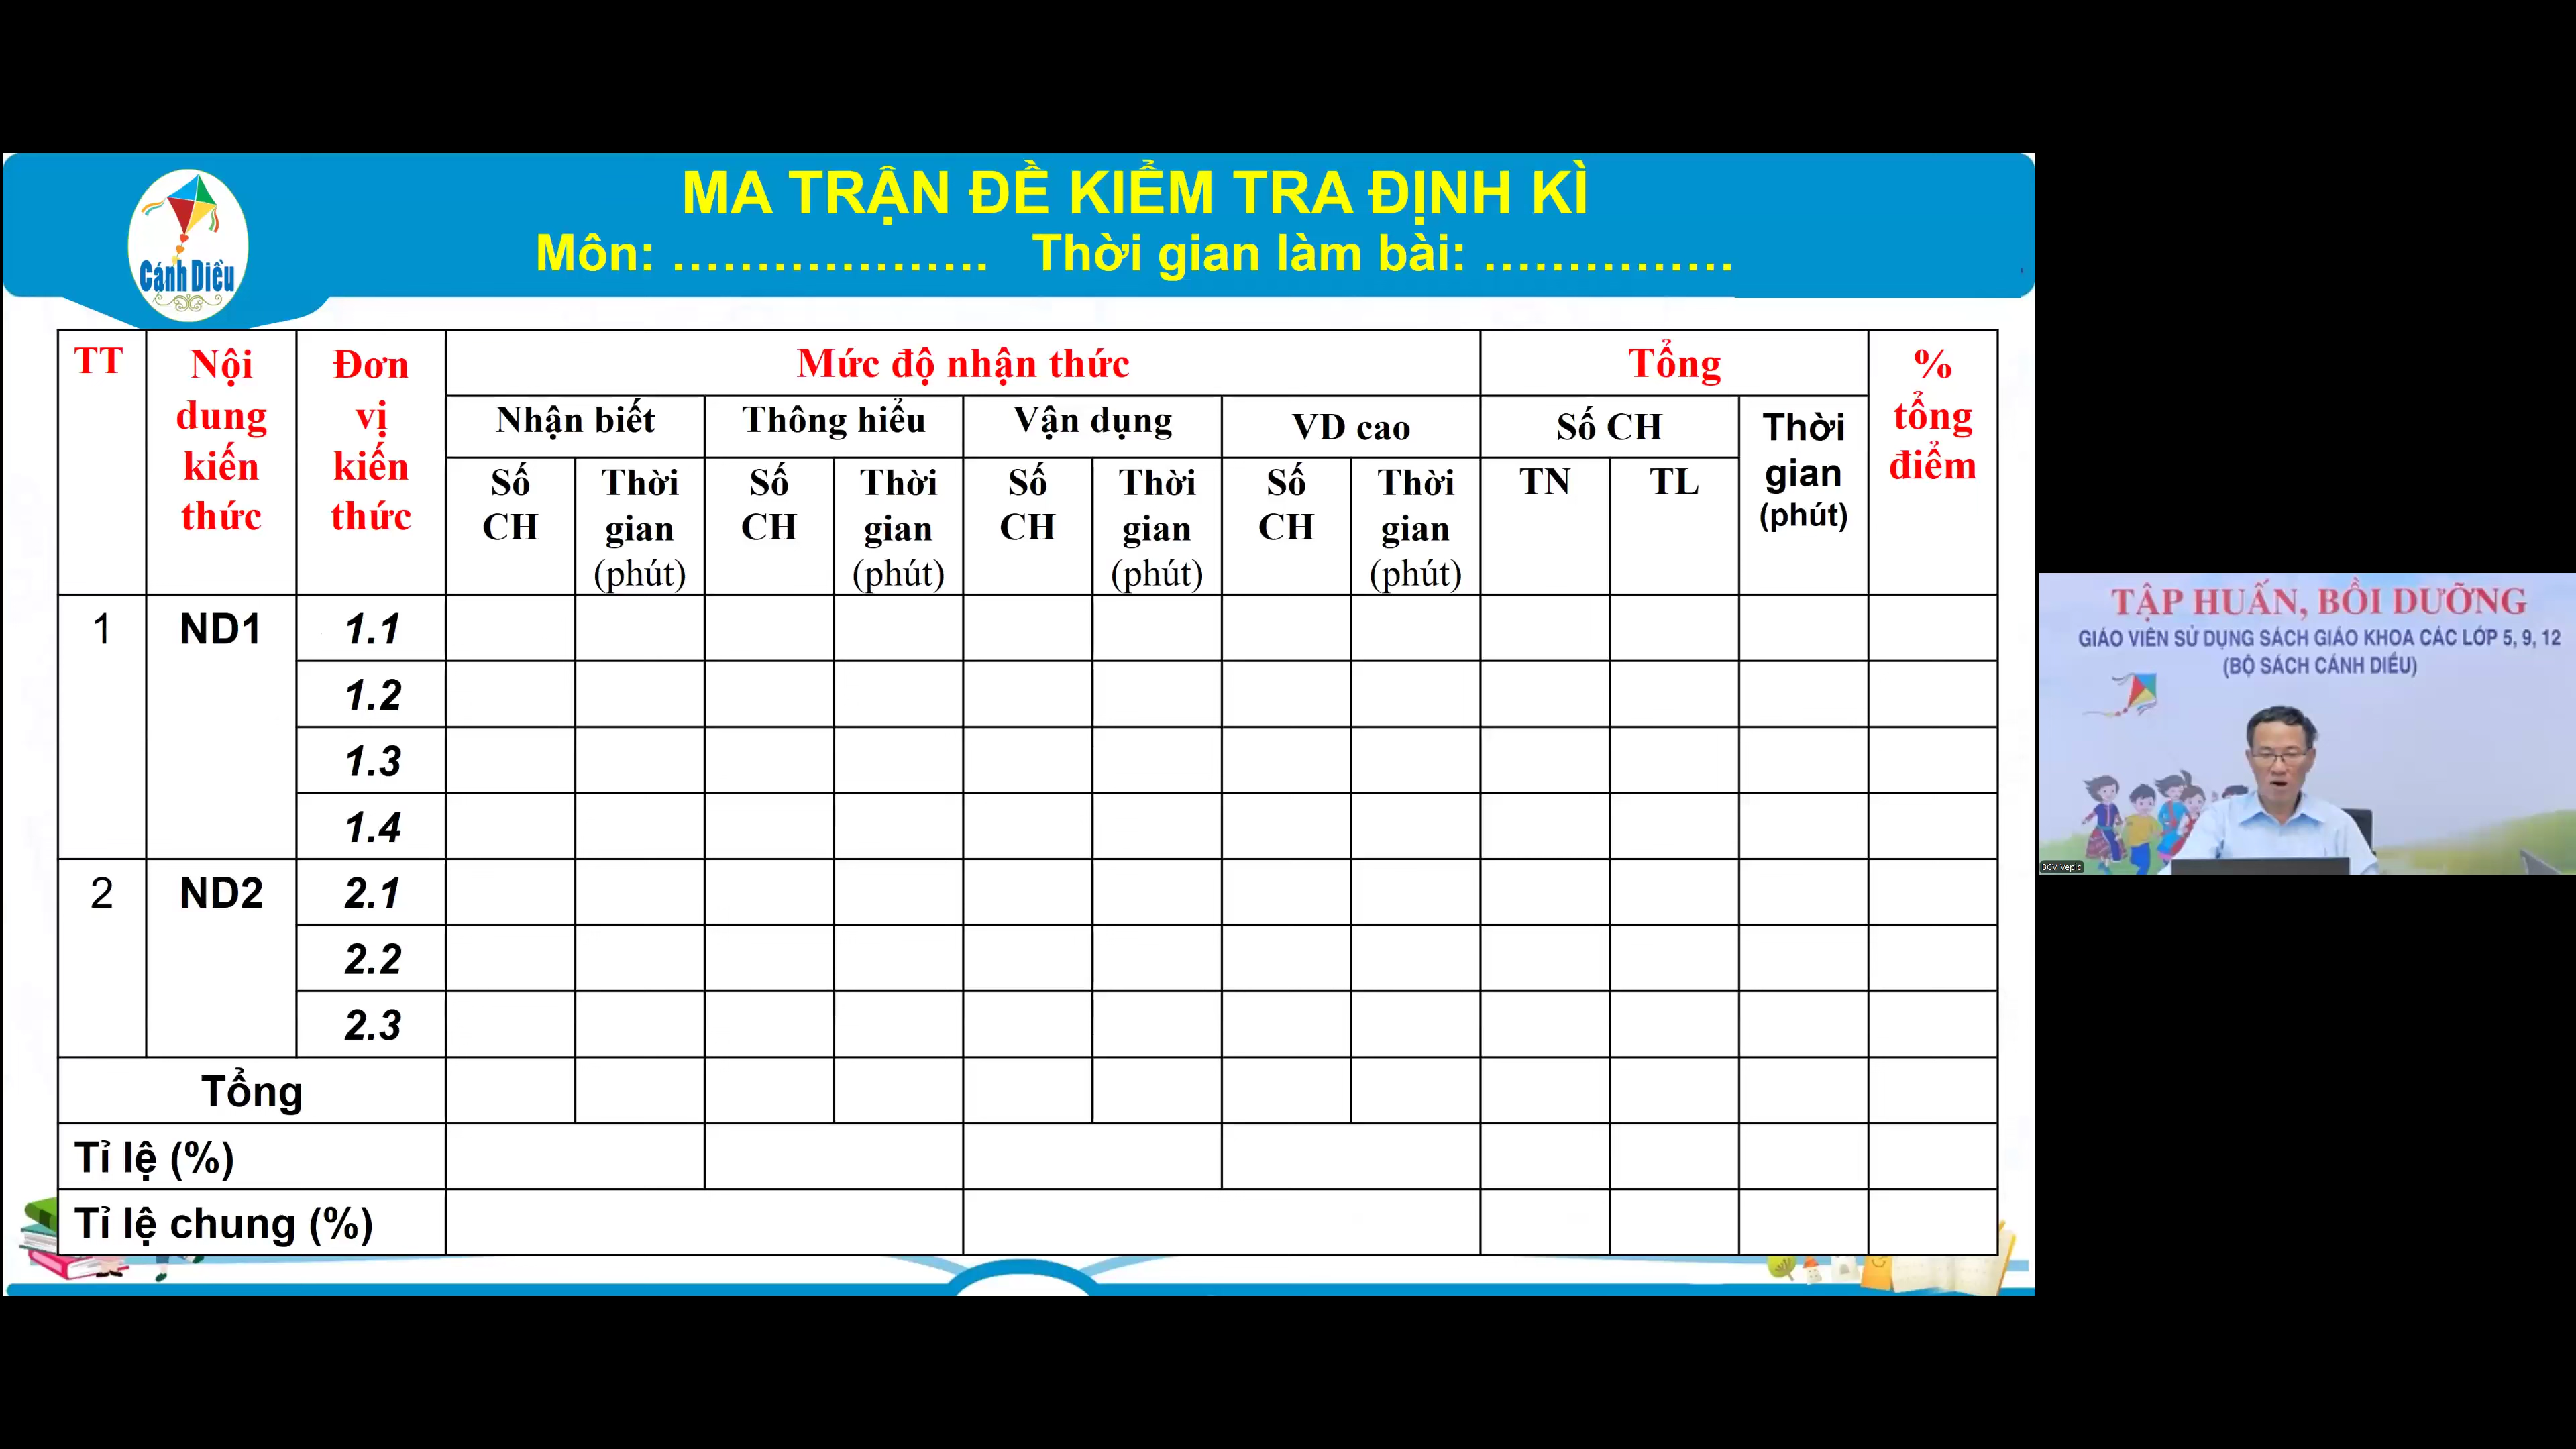 MA TRẬN ĐỀ KIỂM TRA ĐỊNH KÌ
Môn: ................... Thời gian làm bài: ...............
Cánh Diều
TT
Nội
dung
kiến
thức
Đơn
vị
kiến
thức
Mức độ nhận thức
Tổng
%
tổng
điểm
Nhận biết
Thông hiểu
Vận dụng
VD cao
Số CH
Thời
gian
(phút)
Số
CH
Thời
gian
(phút)
Số
CH
Thời
gian
(phút)
Số
CH
Thời
gian
(phút)
Số
CH
Thời
gian
(phút)
TN
TL
1 ND1 1.1
1.2
1.3
1.4
2 ND2 2.1
2.2
2.3
Tổng
Tỉ lệ (%)
Tỉ lệ chung (%)
TẬP HUẤN, BỒI DƯỠNG
GIÁO VIÊN SỬ DỤNG SÁCH GIÁO KHOA CÁC LỚP 5, 9, 12
(BỘ SÁCH CÁNH DIỀU)
BCV Vepic